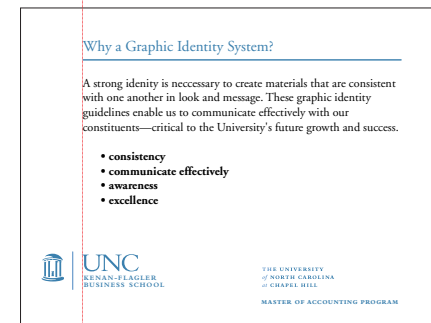 Why a Graphic Identity System?
A strong idenity is neccessary to create materials that are consistent
with one another in look and message. These graphic identity
guidelines enable us to communicate effectively with our
constituents—critical to the University's future growth and success.
• consistency
• communicate effectively
• awareness
• excellence
UNC
KENAN-FLAGLER
BUSINESS SCHOOL
THE UNIVERSITY
of NORTH CAROLINA
at CHAPEL HILL
MASTER OF ACCOUNTING PROGRAM